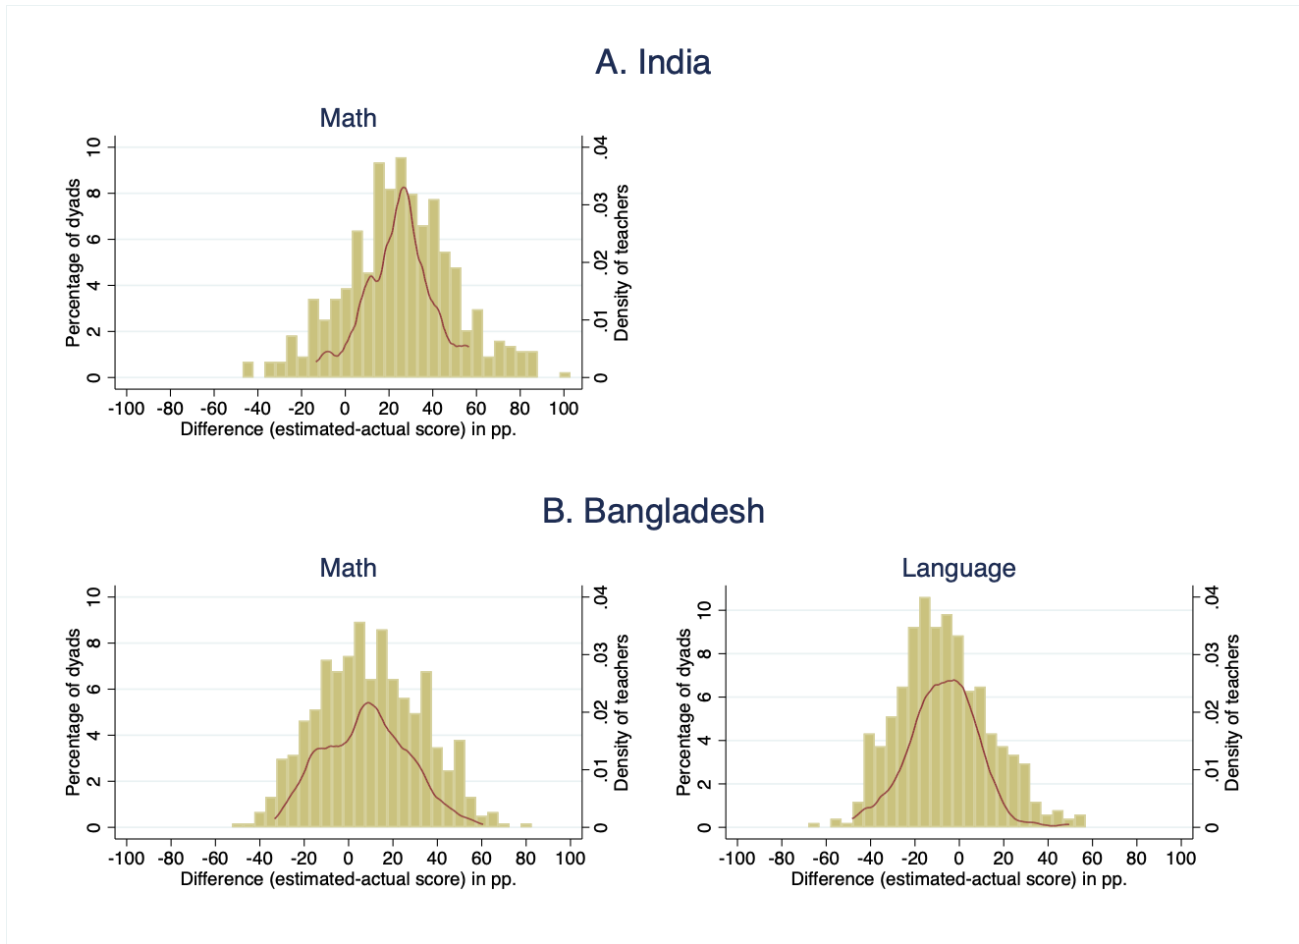 A. India
Math
Percentage of dyads
0 2 4 6 8 10
Density of teachers
0 .01 .02 .03 .04
-100 -80 -60 -40 -20 0 20 40 60 80 100
Difference (estimated-actual score) in pp.
B. Bangladesh
Math
Percentage of dyads
0 2 4 6 8 10
Density of teachers
0 .01 .02 .03 .04
-100 -80 -60 -40 -20 0 20 40 60 80 100
Difference (estimated-actual score) in pp.
Language
Percentage of dyads
0 2 4 6 8 10
Density of teachers
0 .01 .02 .03 .04
-100 -80 -60 -40 -20 0 20 40 60 80 100
Difference (estimated-actual score) in pp.